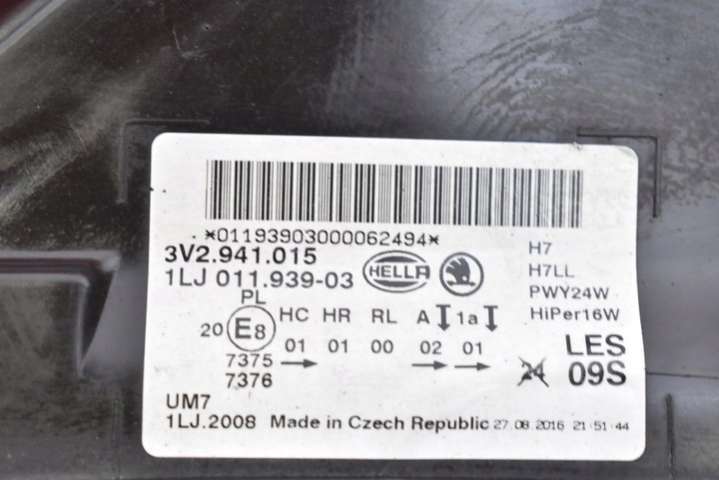 *01193903000062494*
3V2.941.015
1LJ 011.939-03
HELLA
H7
H7LL
PWY24W
HiPer16W
PL
20 E8 HC HR RL A 1a
01 01 00 02 01
7375
7376
LES
24 09S
UM7
1LJ.2008 Made in Czech Republic 27.08.2016 21:51:44